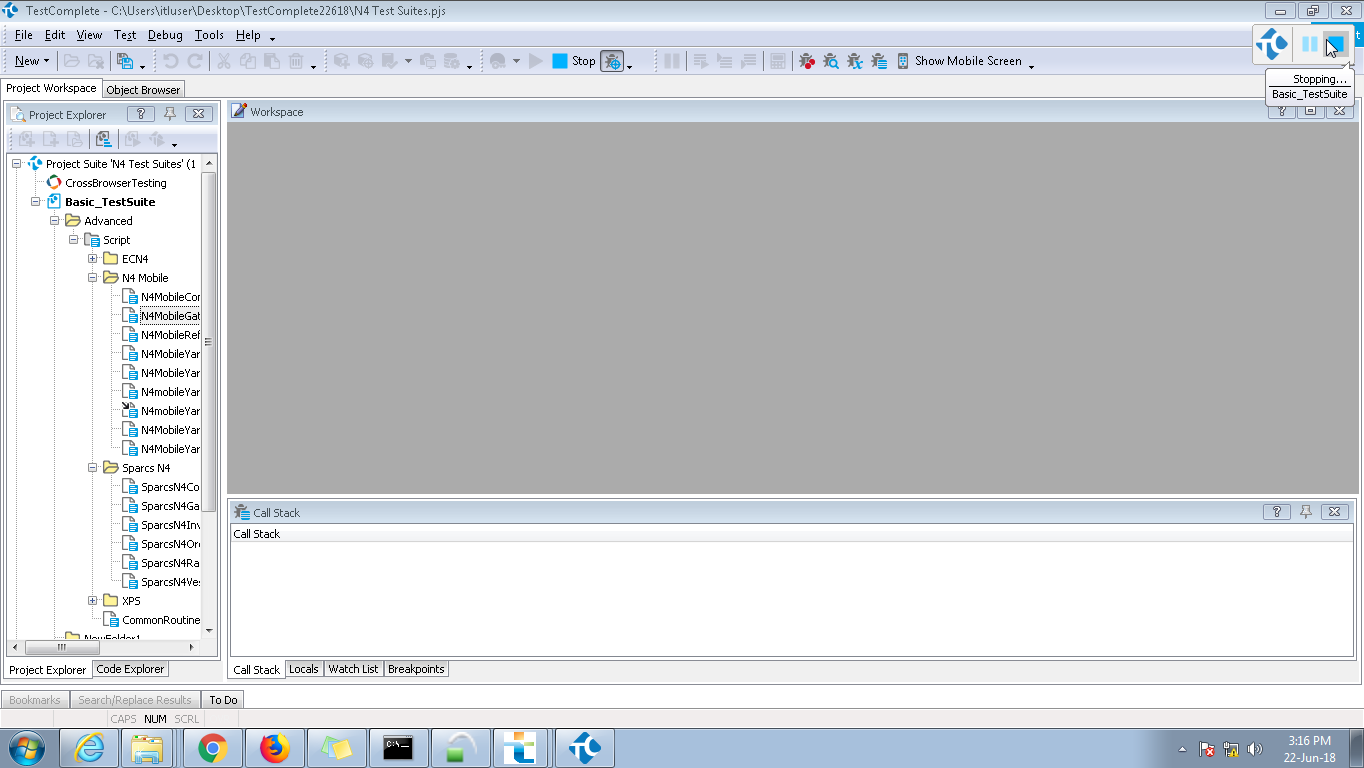 TestComplete - C:\Users\itluser\Desktop\TestComplete22618\N4 Test Suites.pjs
File Edit View Test Debug Tools Help
New
Stop
Show Mobile Screen
Stopping...
Basic_TestSuite
Project Workspace
Object Browser
Project Explorer
Workspace
Project Suite 'N4 Test Suites' (1
CrossBrowserTesting
Basic_TestSuite
Advanced
Script
ECN4
N4 Mobile
N4MobileCon
N4MobileGat
N4MobileRef
N4MobileYar
N4MobileYar
N4mobileYar
N4mobileYar
N4MobileYar
N4MobileYar
Sparcs N4
SparcsN4Co
SparcsN4Ga
SparcsN4Inv
SparcsN4Ord
SparcsN4Ra
SparcsN4Ves
XPS
CommonRoutine
NewFolder1
Project Explorer
Code Explorer
Call Stack
Call Stack
Call Stack
Locals
Watch List
Breakpoints
Bookmarks
Search/Replace Results
To Do
CAPS NUM SCRL
C:\.
3:16 PM
22-Jun-18